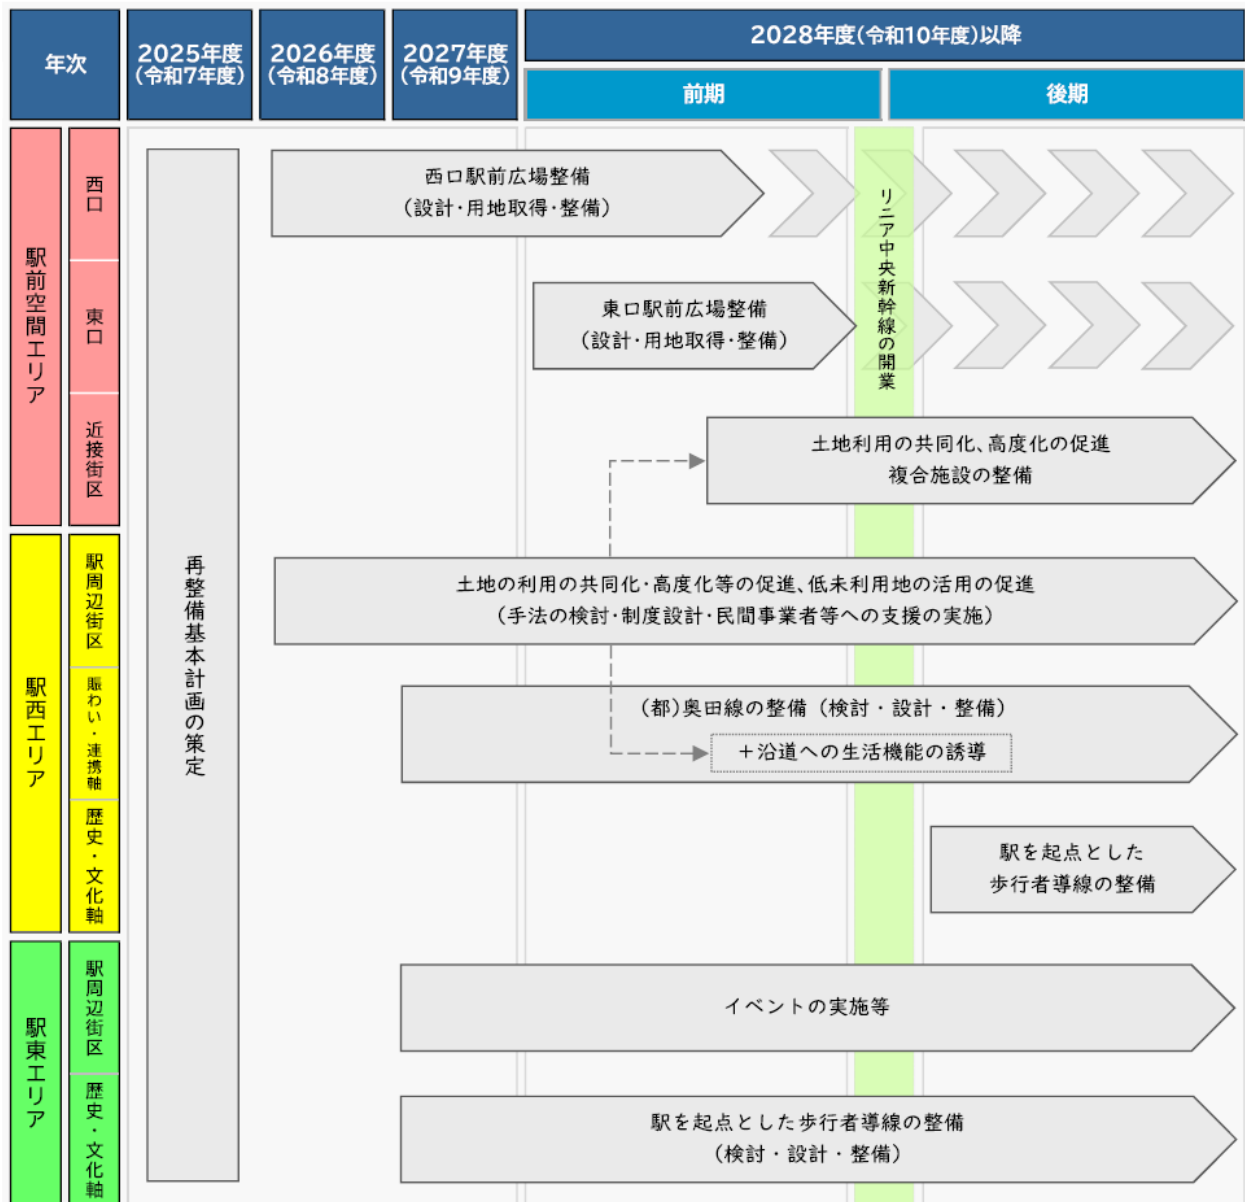 年次
2025年度
(令和7年度)
2026年度
(令和8年度)
2027年度
(令和9年度)
2028年度(令和10年度)以降
前期
後期
駅前空間エリア
西口
東口
近接街区
駅西エリア
駅周辺街区
賑わい・連携軸
歴史・文化軸
駅東エリア
駅周辺街区
歴史・文化軸
再整備基本計画の策定
西口駅前広場整備
(設計・用地取得・整備)
リニア中央新幹線の開業
東口駅前広場整備
(設計・用地取得・整備)
土地利用の共同化、高度化の促進
複合施設の整備
土地の利用の共同化・高度化等の促進、低未利用地の活用の促進
(手法の検討・制度設計・民間事業者等への支援の実施)
(都)奥田線の整備（検討・設計・整備）
＋沿道への生活機能の誘導
駅を起点とした
歩行者導線の整備
イベントの実施等
駅を起点とした歩行者導線の整備
(検討・設計・整備)